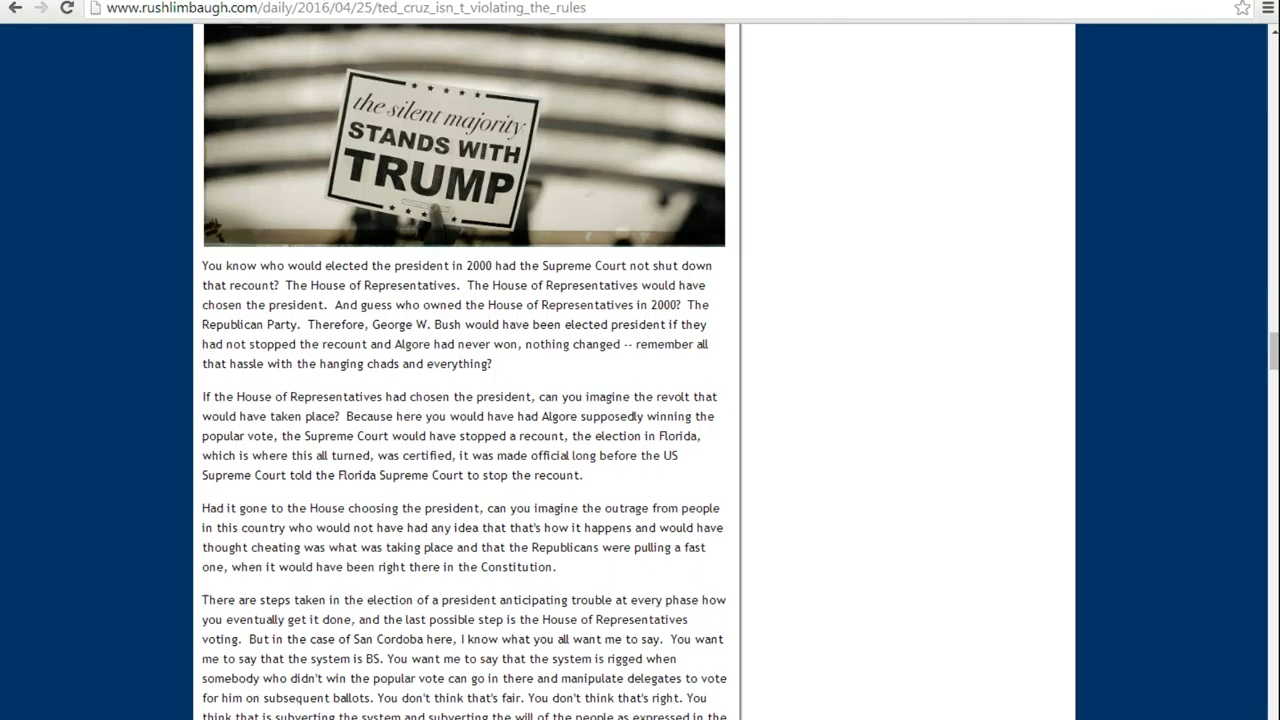 www.rushlimbaugh.com/daily/2016/04/25/ted_cruz_isn_t_violating_the_rules
the silent majority
STANDS WITH
TRUMP
You know who would elected the president in 2000 had the Supreme Court not shut down
that recount?  The House of Representatives.  The House of Representatives would have
chosen the president.  And guess who owned the House of Representatives in 2000?  The
Republican Party.  Therefore, George W. Bush would have been elected president if they
had not stopped the recount and Algore had never won, nothing changed -- remember all
that hassle with the hanging chads and everything?
If the House of Representatives had chosen the president, can you imagine the revolt that
would have taken place?  Because here you would have had Algore supposedly winning the
popular vote, the Supreme Court would have stopped a recount, the election in Florida,
which is where this all turned, was certified, it was made official long before the US
Supreme Court told the Florida Supreme Court to stop the recount.
Had it gone to the House choosing the president, can you imagine the outrage from people
in this country who would not have had any idea that that's how it happens and would have
thought cheating was what was taking place and that the Republicans were pulling a fast
one, when it would have been right there in the Constitution.
There are steps taken in the election of a president anticipating trouble at every phase how
you eventually get it done, and the last possible step is the House of Representatives
voting.  But in the case of San Cordoba here, I know what you all want me to say.  You want
me to say that the system is BS. You want me to say that the system is rigged when
somebody who didn't win the popular vote can go in there and manipulate delegates to vote
for him on subsequent ballots. You don't think that's fair. You don't think that's right. You
think that is subverting the system and subverting the will of the people as expressed in the